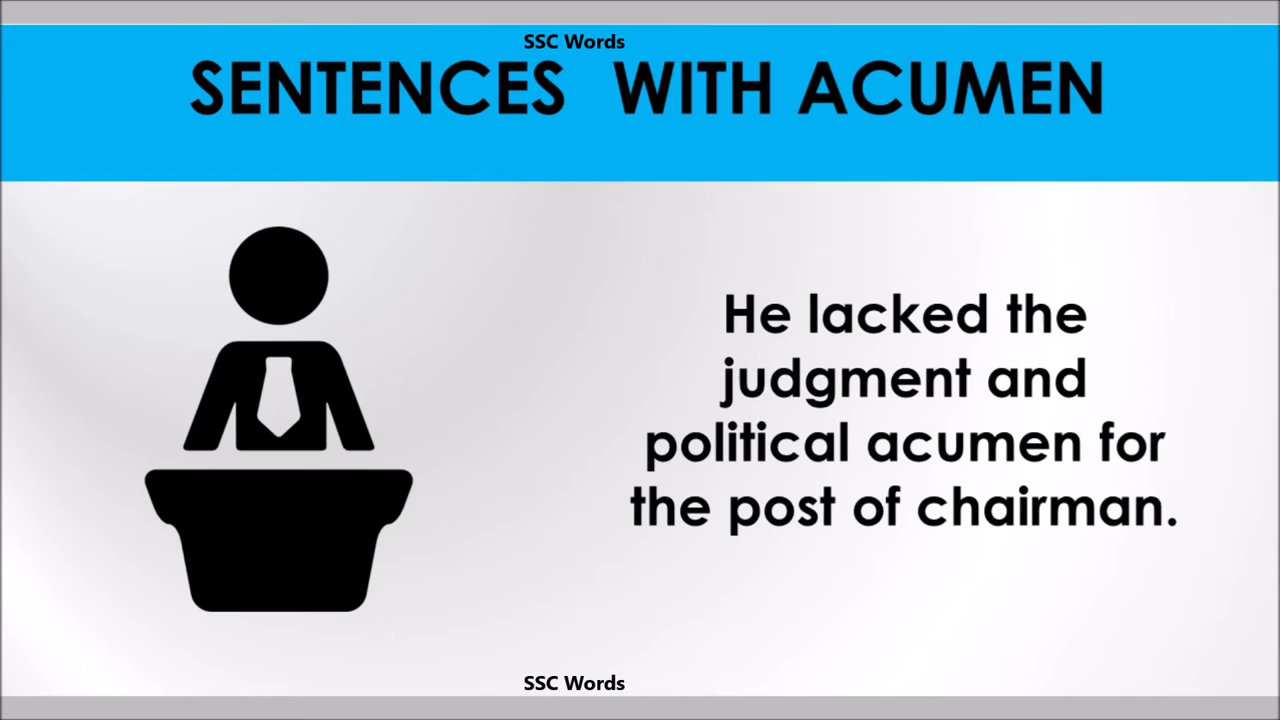 SSC Words
SENTENCES WITH ACUMEN
He lacked the
judgment and
political acumen for
the post of chairman.
SSC Words